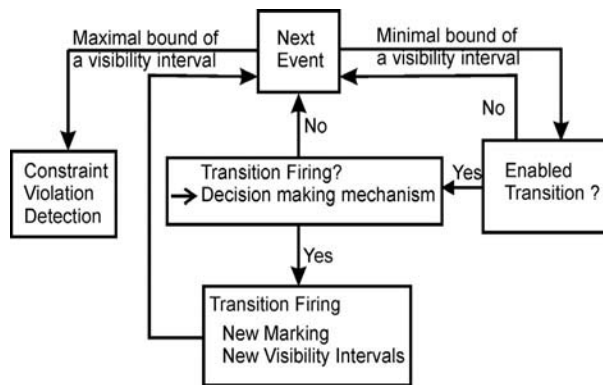 Maximal bound of
a visibility interval
Next
Event
Minimal bound of
a visibility interval
No
No
Constraint
Violation
Detection
Transition Firing?
→ Decision making mechanism
Yes
Enabled
Transition ?
Yes
Transition Firing
New Marking
New Visibility Intervals